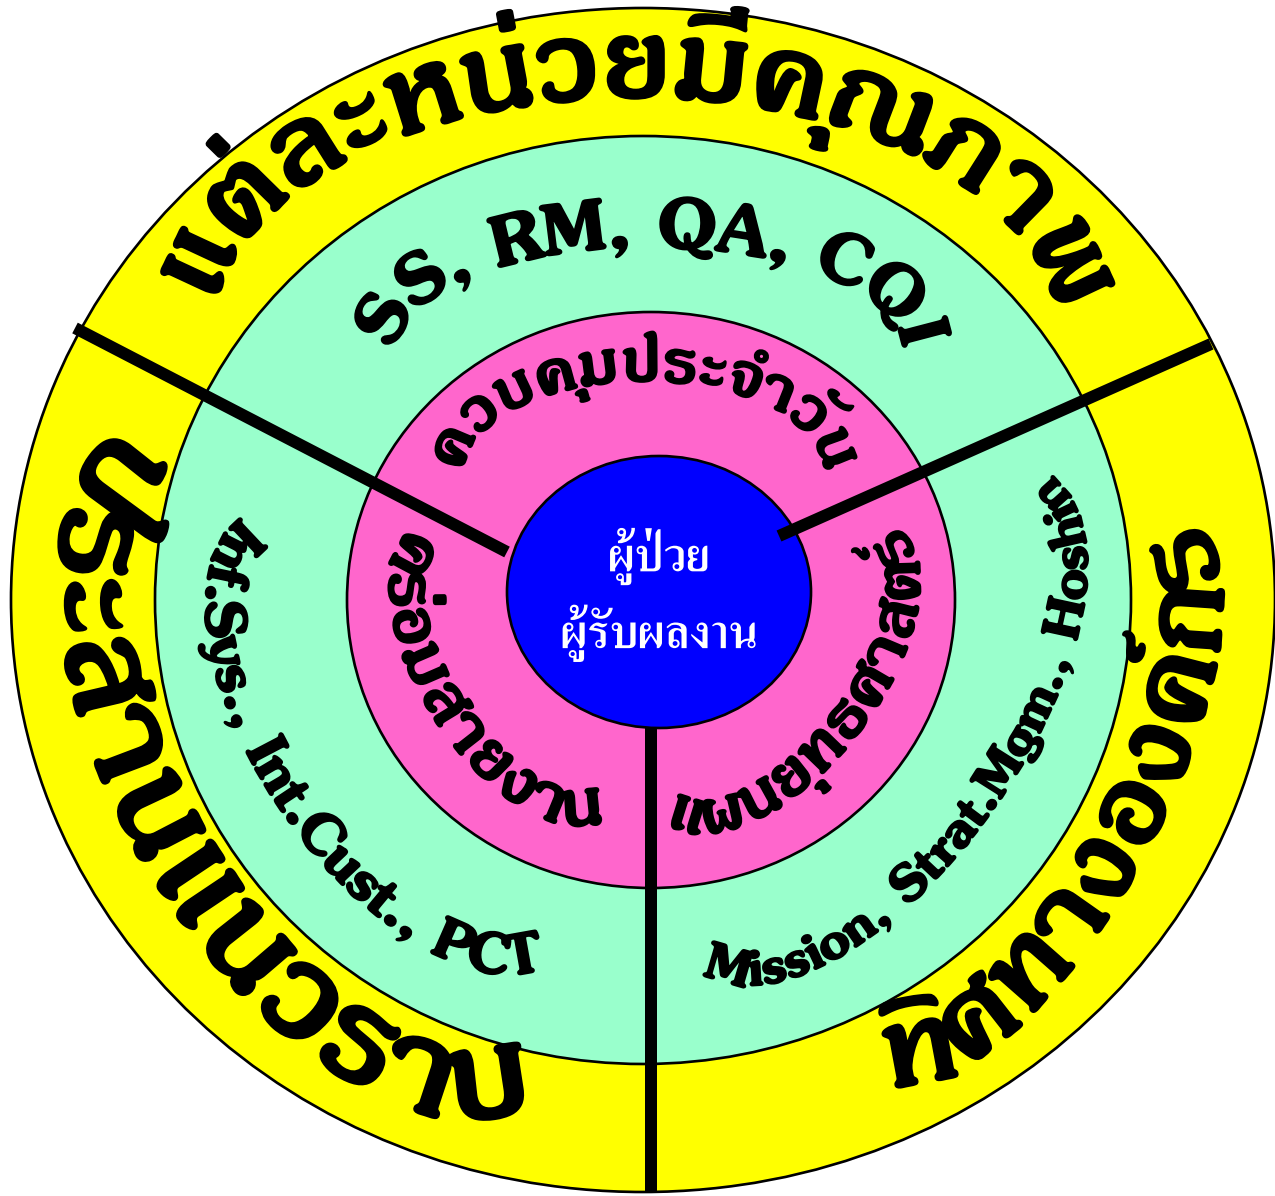 แต่ละหน่วยมีคุณภาพ
SS, RM, QA, CQI
ควบคุมประจำวัน
ผู้ป่วย
ผู้รับผลงาน
ประสานแนวราบ
Inf.Sys., Int.Cust., PCT
คร่อมสายงาน
ทิศทางองค์กร
Mission, Strat.Mgm., Hoshin
แผนยุทธศาสตร์